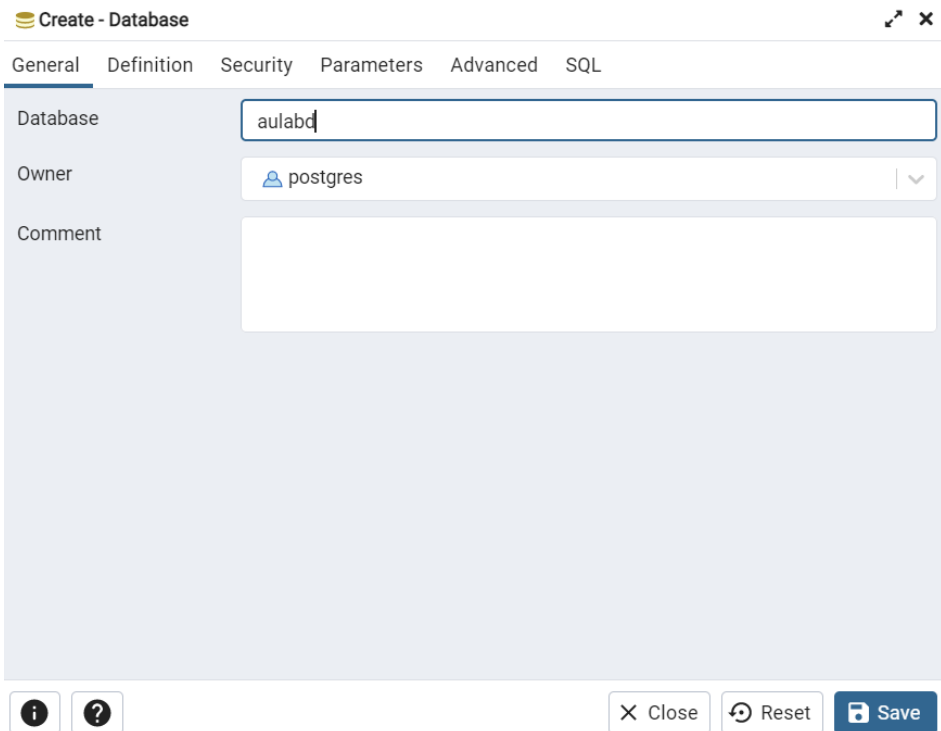 Create - Database
General Definition Security Parameters Advanced SQL
Database aulabd
Owner postgres
Comment
Close Reset Save